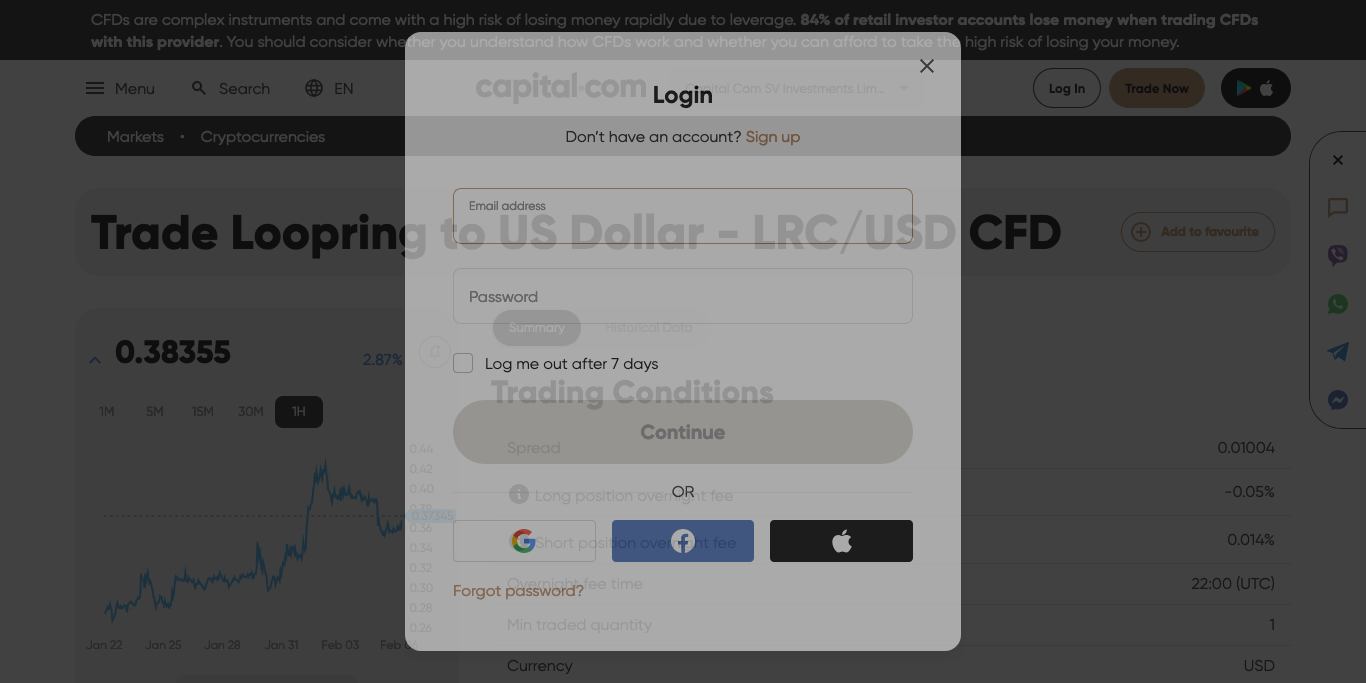 CFDs are complex instruments and come with a high risk of losing money rapidly due to leverage. 84% of retail investor accounts lose money when trading CFDs
with this provider. You should consider whether you understand how CFDs work and whether you can afford to take the high risk of losing your money.
Menu
Search
EN
capital.com
Capital Com SV Investments Lim...
Log In
Trade Now
Markets • Cryptocurrencies
Login
Don't have an account? Sign up
Email address
Password
Log me out after 7 days
Continue
OR
Forgot password?
Trade Loopring to US Dollar - LRC/USD CFD
Add to favourite
0.38355
2.87%
1M 5M 15M 30M 1H
0.44
0.42
0.40
0.38
0.37345
0.36
0.34
0.32
0.30
0.28
0.26
Jan 22 Jan 25 Jan 28 Jan 31 Feb 03 Feb
Summary
Historical Data
Trading Conditions
Spread 0.01004
Long position overnight fee -0.05%
Short position overnight fee 0.014%
Overnight fee time 22:00 (UTC)
Min traded quantity 1
Currency USD